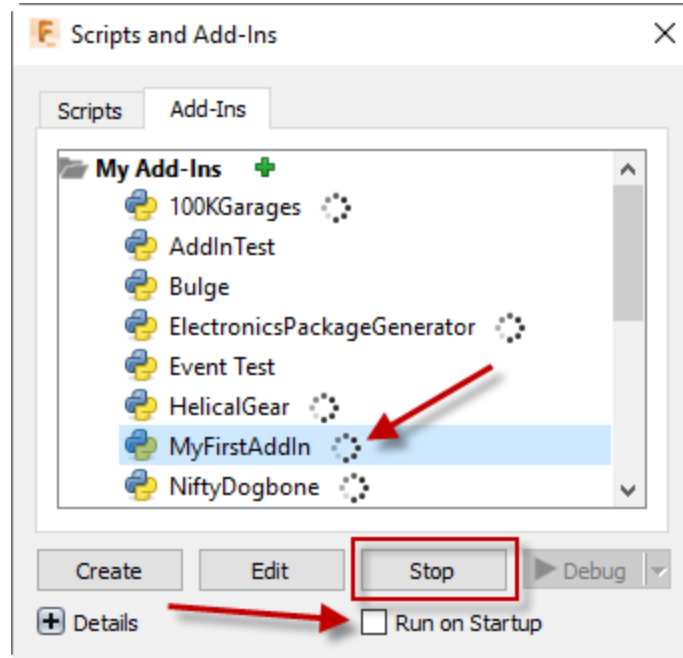 Scripts and Add-Ins
Scripts Add-Ins
My Add-Ins
100KGarages
AddInTest
Bulge
ElectronicsPackageGenerator
Event Test
HelicalGear
MyFirstAddIn
NiftyDogbone
Create Edit Stop Debug
Details Run on Startup